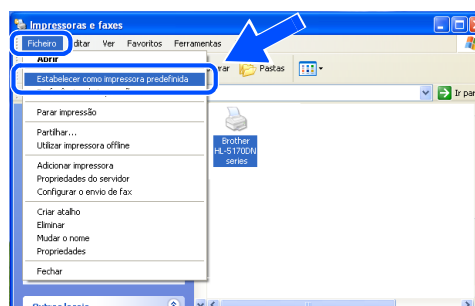 Impressoras e faxes
Ficheiro Editar Ver Favoritos Ferramentas
Abrir
Estabelecer como impressora predefinida
Pastas
Ir par
Parar impressão
Partilhar...
Utilizar impressora offline
Adicionar impressora
Propriedades do servidor
Configurar o envio de fax
Criar atalho
Eliminar
Mudar o nome
Propriedades
Fechar
Brother
HL-5170DN
series